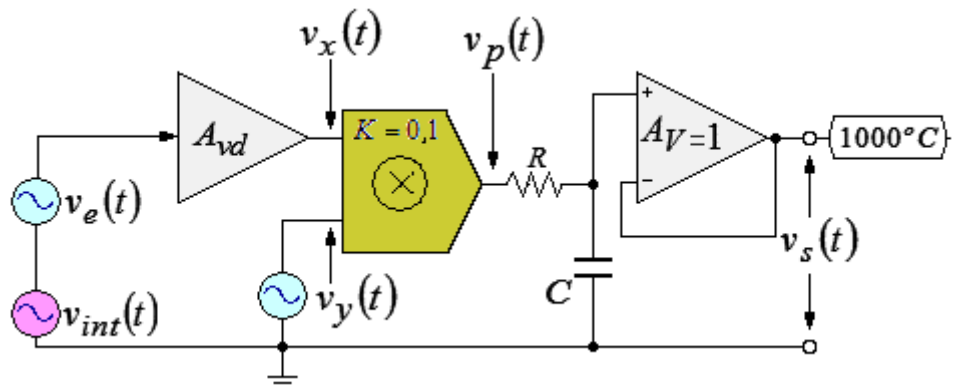 v_x(t)
v_p(t)
A_vd
K = 0,1
R
+
A_V=1
−
1000°C
v_e(t)
v_int(t)
v_y(t)
C
v_s(t)